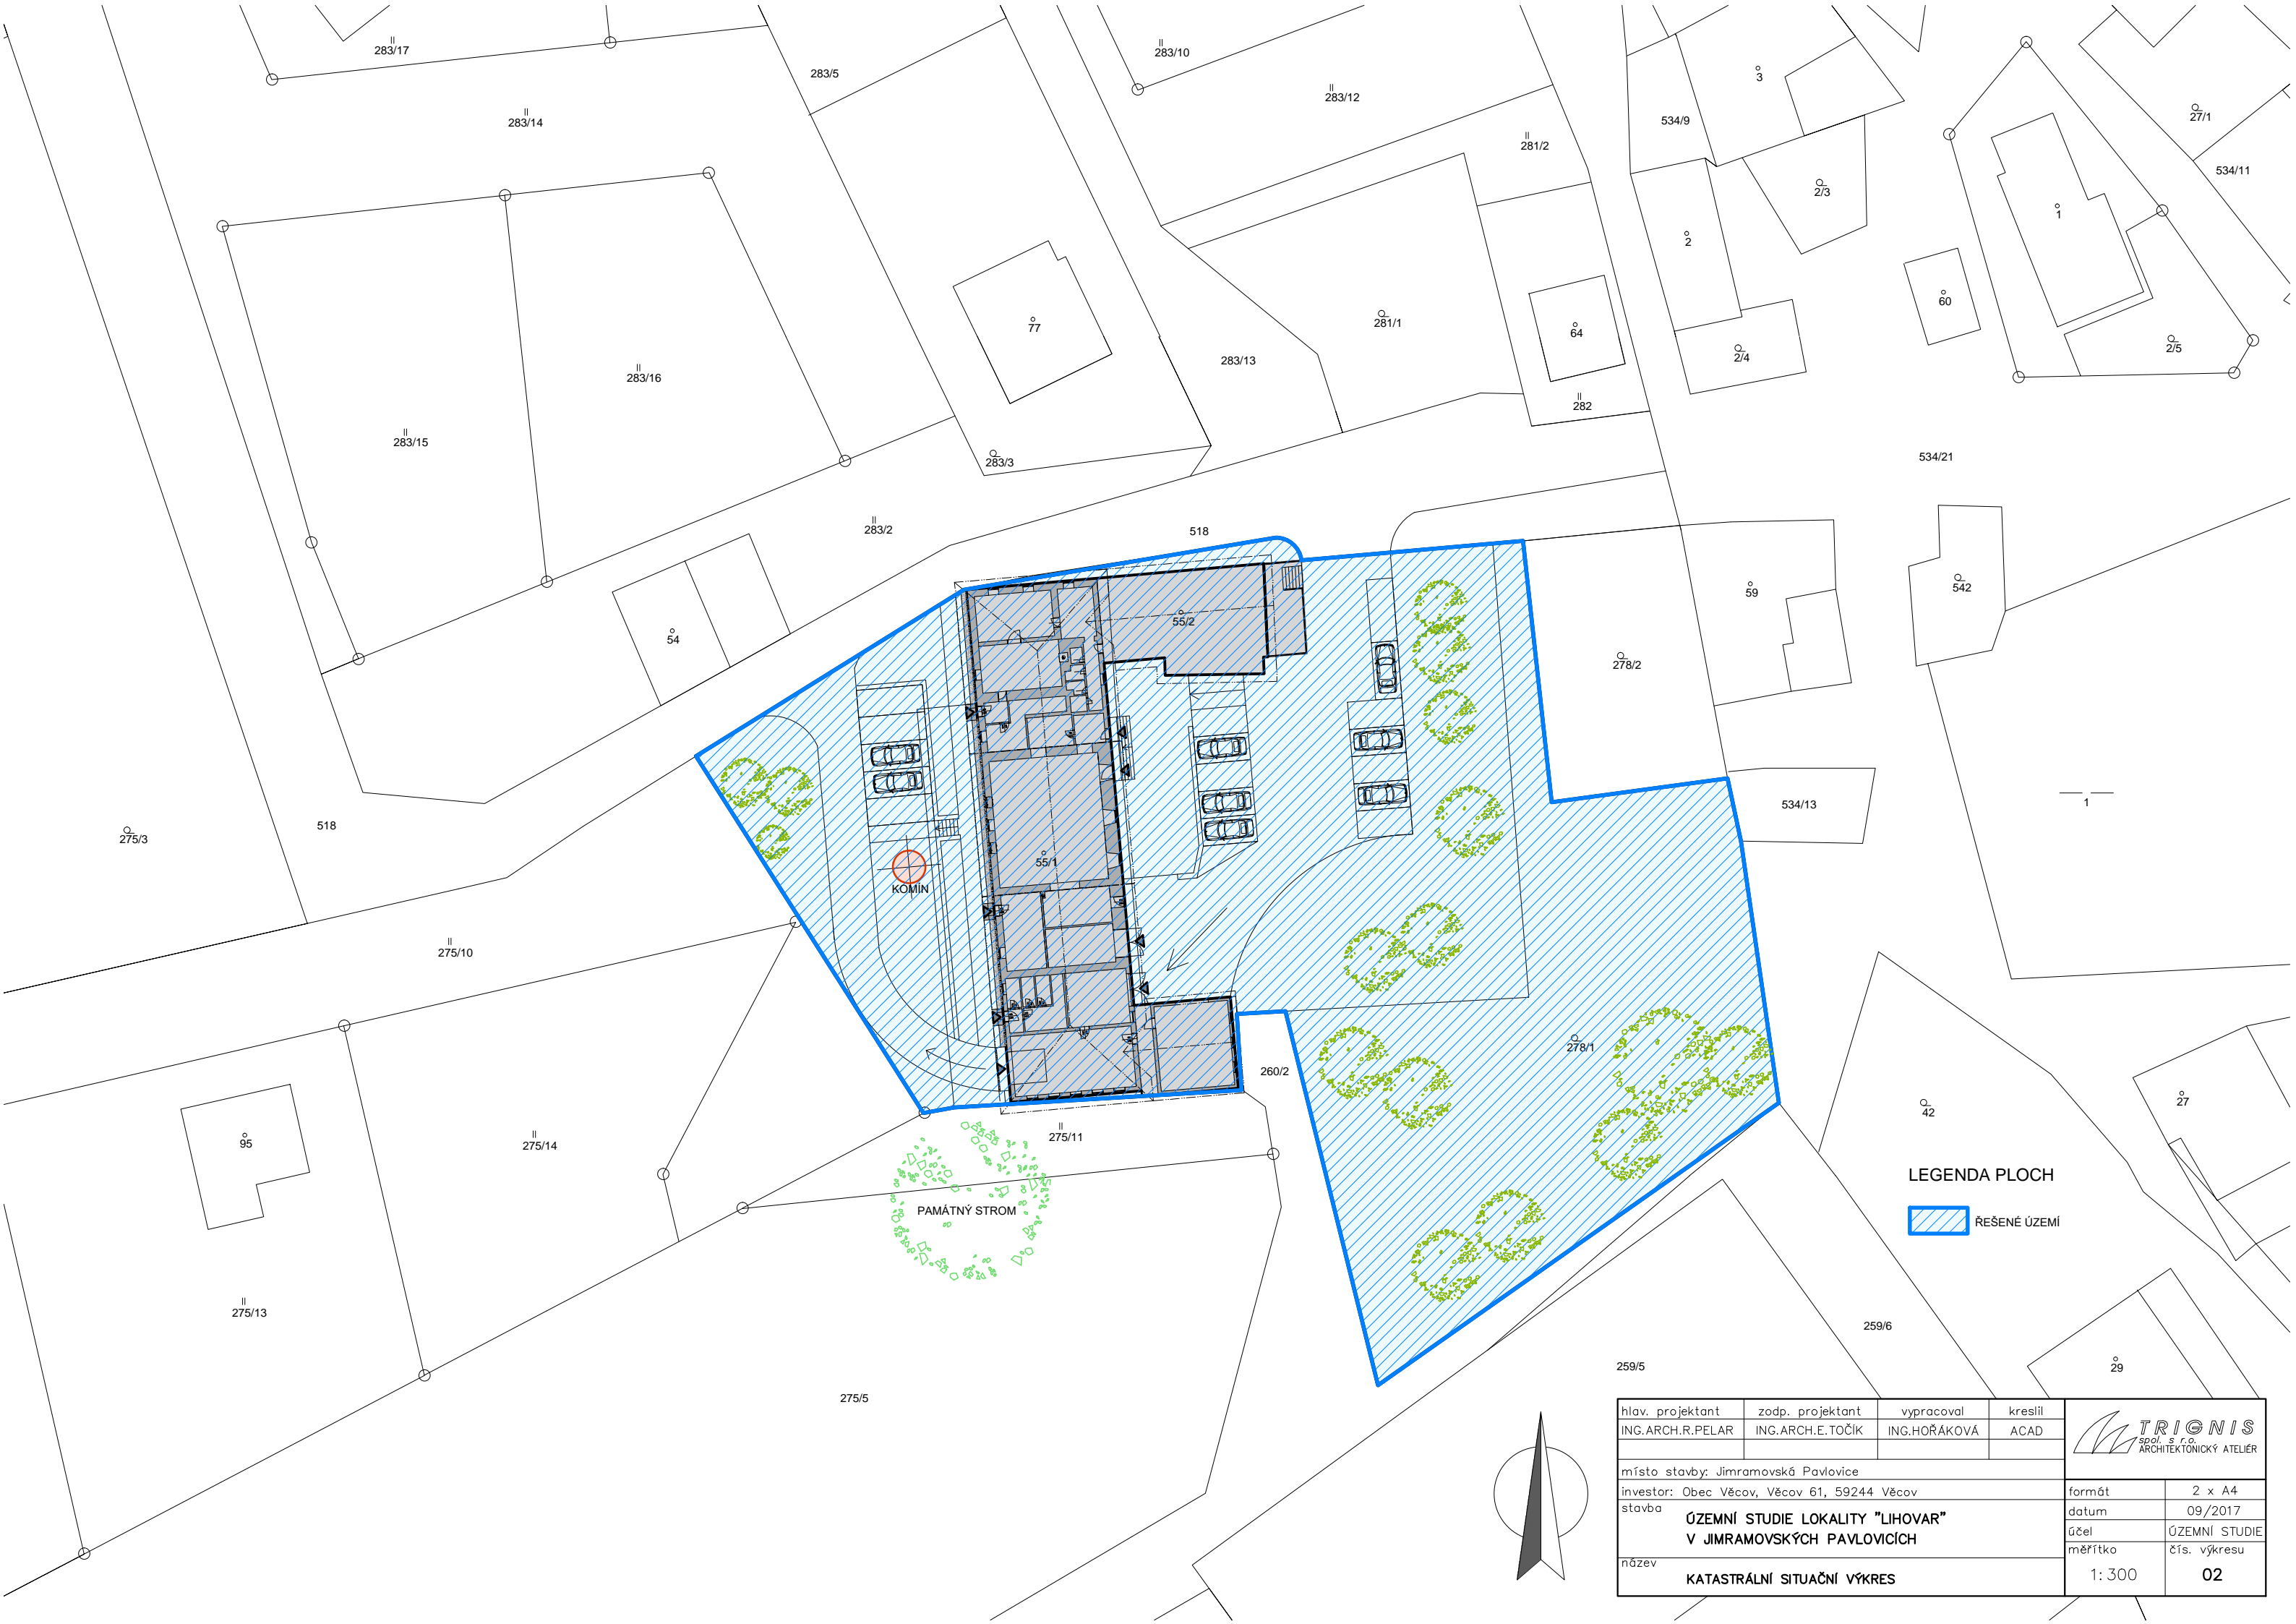 283/17
283/10
283/5
3
283/12
27/1
283/14
534/9
281/2
534/11
2/3
1
2
60
281/1
77
64
2/5
2/4
283/13
283/16
282
283/15
534/21
283/3
283/2
518
542
59
55/2
54
278/2
1
534/13
518
275/3
55/1
KOMÍN
275/10
278/1
260/2
27
42
275/11
95
275/14
LEGENDA PLOCH
PAMÁTNÝ STROM
ŘEŠENÉ ÚZEMÍ
275/13
259/6
259/5
29
275/5
hlav. projektant zodp. projektant vypracoval kreslil
ING.ARCH.R.PELAR ING.ARCH.E.TOČÍK ING.HOŘÁKOVÁ ACAD
TRIGNIS
spol. s r.o.
ARCHITEKTONICKÝ ATELIÉR
místo stavby: Jimramovská Pavlovice
investor: Obec Věcov, Věcov 61, 59244 Věcov
formát 2 x A4
stavba
ÚZEMNÍ STUDIE LOKALITY "LIHOVAR"
V JIMRAMOVSKÝCH PAVLOVICÍCH
datum 09/2017
účel ÚZEMNÍ STUDIE
měřítko čís. výkresu
1:300 02
název
KATASTRÁLNÍ SITUAČNÍ VÝKRES